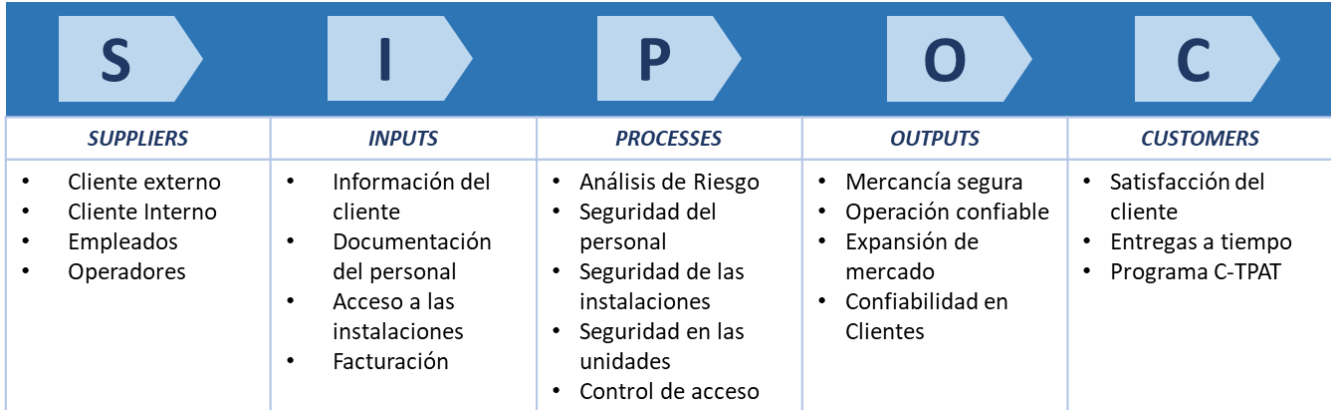 S
I
P
O
C
SUPPLIERS
INPUTS
PROCESSES
OUTPUTS
CUSTOMERS
• Cliente externo
• Cliente Interno
• Empleados
• Operadores
• Información del
cliente
• Documentación
del personal
• Acceso a las
instalaciones
• Facturación
• Análisis de Riesgo
• Seguridad del
personal
• Seguridad de las
instalaciones
• Seguridad en las
unidades
• Control de acceso
• Mercancía segura
• Operación confiable
• Expansión de
mercado
• Confiabilidad en
Clientes
• Satisfacción del
cliente
• Entregas a tiempo
• Programa C-TPAT